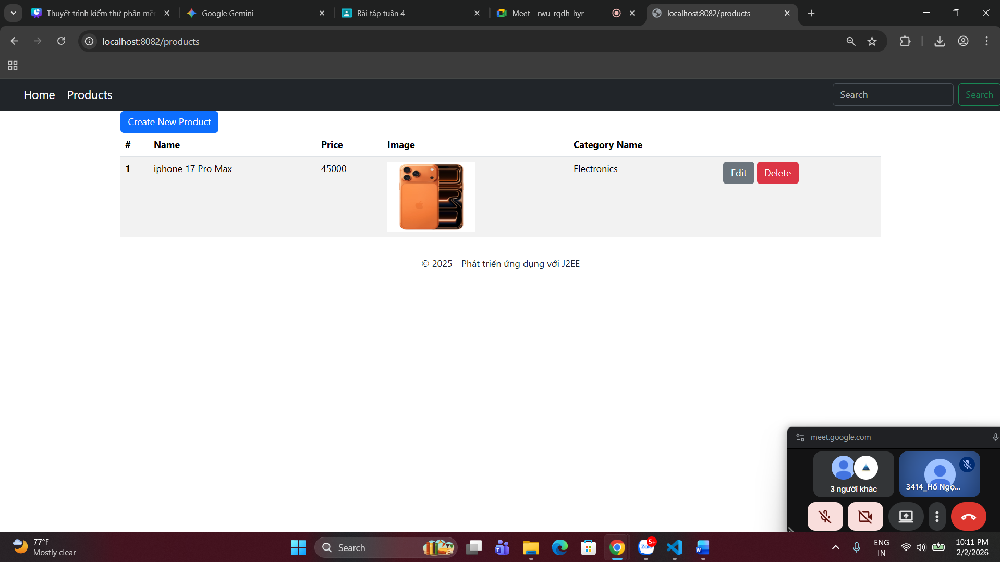 Thuyết trình kiểm thử phần mề
Google Gemini
Bài tập tuần 4
Meet - rwu-rqdh-hyr
localhost:8082/products
localhost:8082/products
Home Products
Search Search
Create New Product
# Name Price Image Category Name
1 iphone 17 Pro Max 45000 Electronics Edit Delete
© 2025 - Phát triển ứng dụng với J2EE
meet.google.com
3 người khác
3414_Hồ Ngọ...
77°F
Mostly clear
Search
Zalo
5+
ENG
IN
10:11 PM
2/2/2026